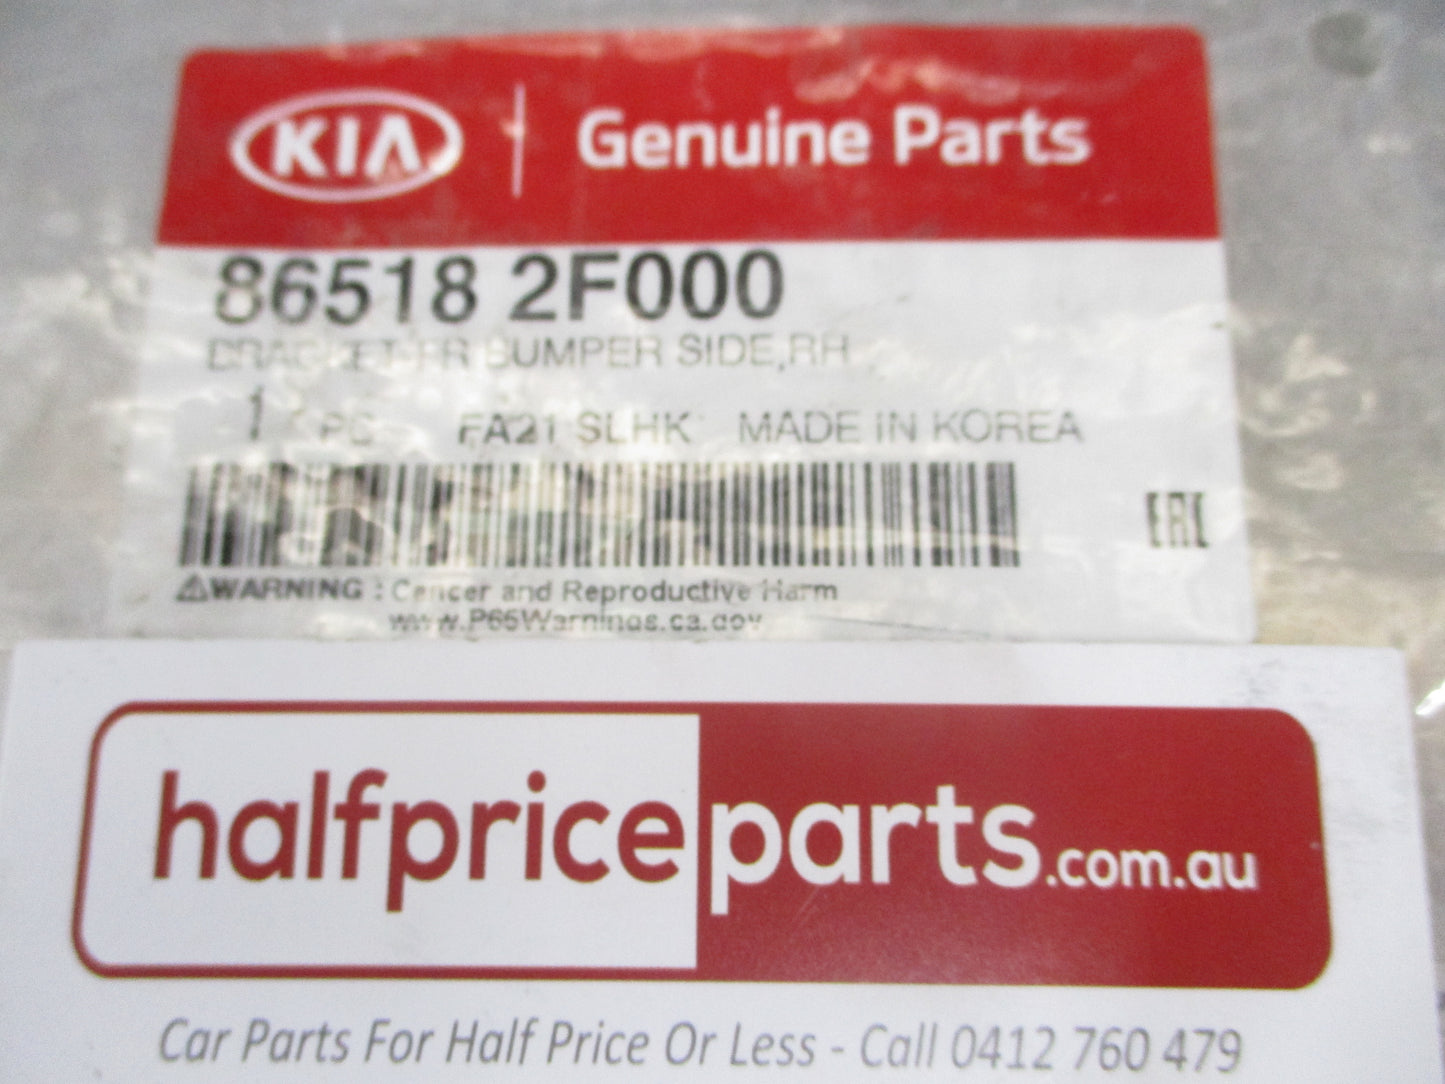 KIA Genuine Parts
86518 2F000
BRACKET-FR BUMPER SIDE,RH
1 PC FA21 SLHK MADE IN KOREA
EAC
⚠WARNING : Cancer and Reproductive Harm
www.P65Warnings.ca.gov
halfpriceparts.com.au
Car Parts For Half Price Or Less - Call 0412 760 479